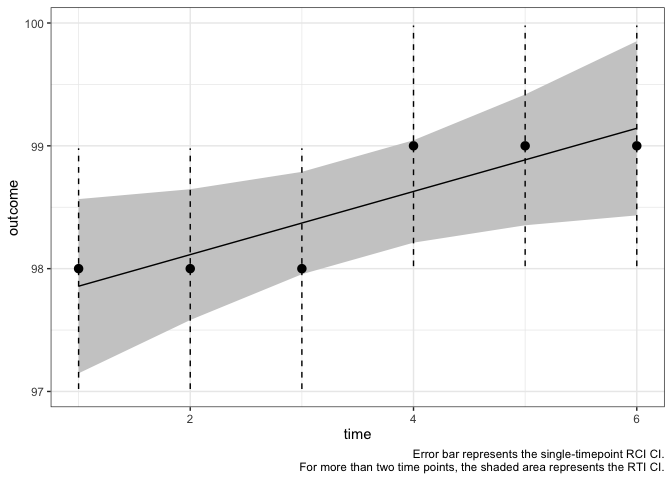 100
99
98
97
outcome
2
4
6
time
Error bar represents the single-timepoint RCI CI.
For more than two time points, the shaded area represents the RTI CI.